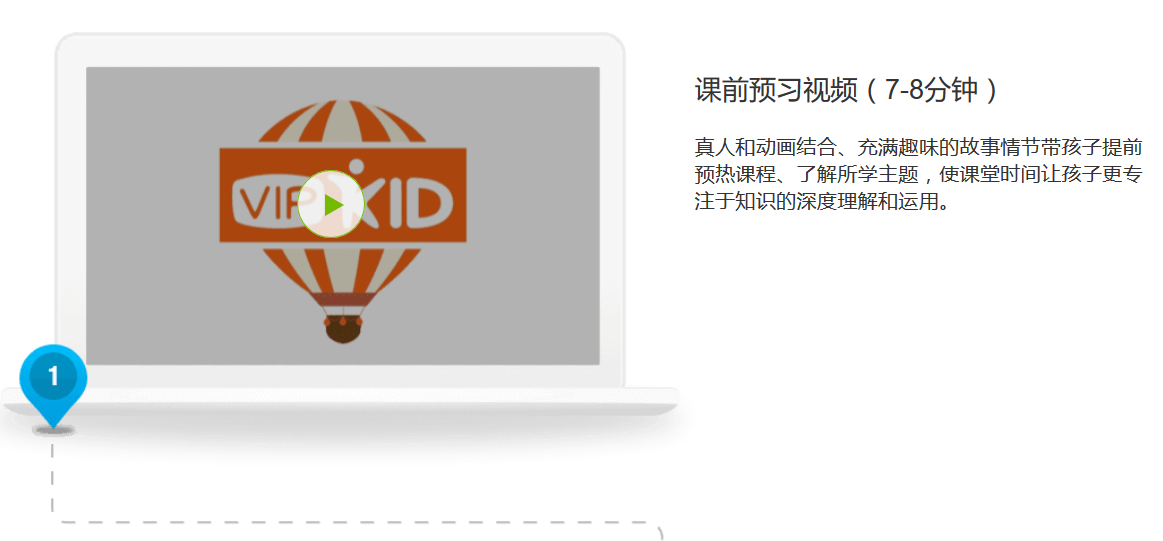 课前预习视频（7-8分钟）
真人和动画结合、充满趣味的故事情节带孩子提前
预热课程、了解所学主题，使课堂时间让孩子更专
注于知识的深度理解和运用。
VIPKID
1